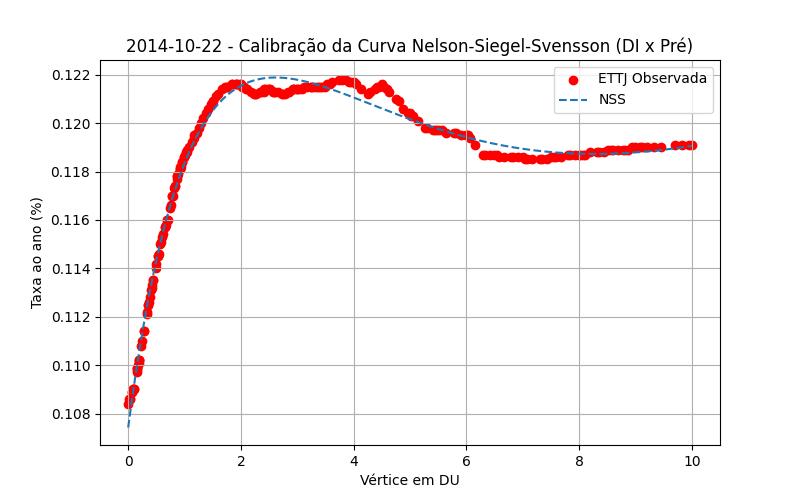 2014-10-22 - Calibração da Curva Nelson-Siegel-Svensson (DI x Pré)
ETTJ Observada
NSS
Taxa ao ano (%)
0.122
0.120
0.118
0.116
0.114
0.112
0.110
0.108
0 2 4 6 8 10
Vértice em DU